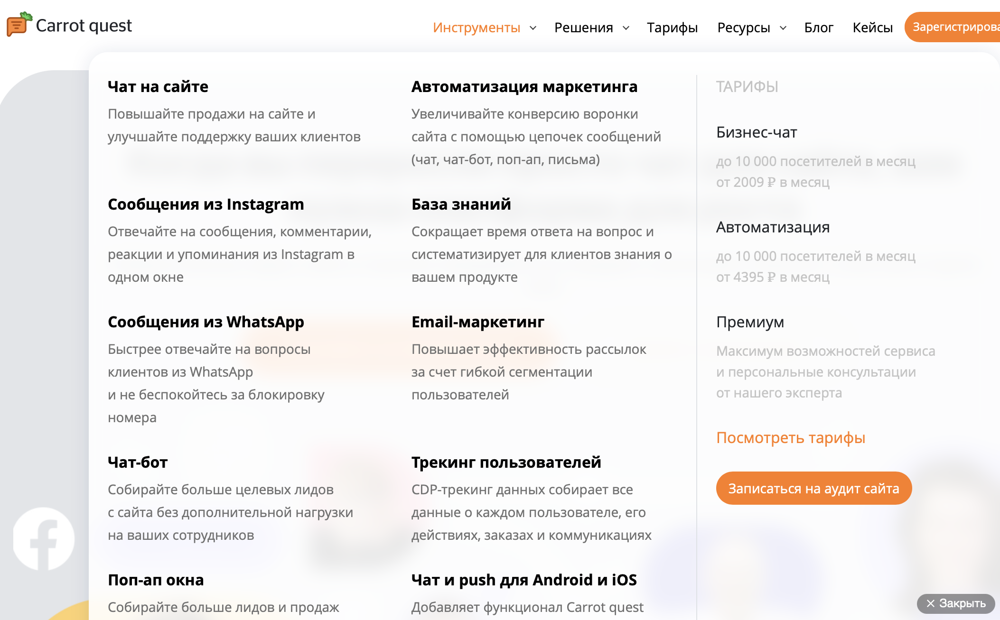 Carrot quest
Инструменты
Решения
Тарифы
Ресурсы
Блог
Кейсы
Чат на сайте
Повышайте продажи на сайте и
улучшайте поддержку ваших клиентов
Сообщения из Instagram
Отвечайте на сообщения, комментарии,
реакции и упоминания из Instagram в
одном окне
Сообщения из WhatsApp
Быстрее отвечайте на вопросы
клиентов из WhatsApp
и не беспокойтесь за блокировку
номера
Чат-бот
Собирайте больше целевых лидов
с сайта без дополнительной нагрузки
на ваших сотрудников
Поп-ап окна
Собирайте больше лидов и продаж
Автоматизация маркетинга
Увеличивайте конверсию воронки
сайта с помощью цепочек сообщений
(чат, чат-бот, поп-ап, письма)
База знаний
Сокращает время ответа на вопрос и
систематизирует для клиентов знания о
вашем продукте
Email-маркетинг
Повышает эффективность рассылок
за счет гибкой сегментации
пользователей
Трекинг пользователей
CDP-трекинг данных собирает все
данные о каждом пользователе, его
действиях, заказах и коммуникациях
Чат и push для Android и iOS
Добавляет функционал Carrot quest
ТАРИФЫ
Бизнес-чат
до 10 000 посетителей в месяц
от 2009 ₽ в месяц
Автоматизация
до 10 000 посетителей в месяц
от 4395 ₽ в месяц
Премиум
Максимум возможностей сервиса
и персональные консультации
от нашего эксперта
Посмотреть тарифы
Записаться на аудит сайта
Закрыть